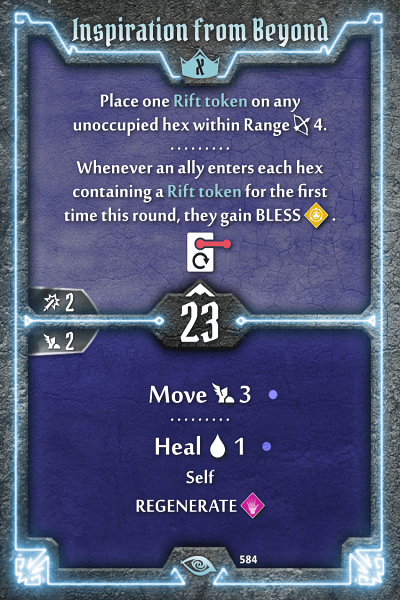 Inspiration from Beyond
X
Place one Rift token on any
unoccupied hex within Range 4.
Whenever an ally enters each hex
containing a Rift token for the first
time this round, they gain BLESS .
2
23
2
Move 3
Heal 1
Self
REGENERATE
584